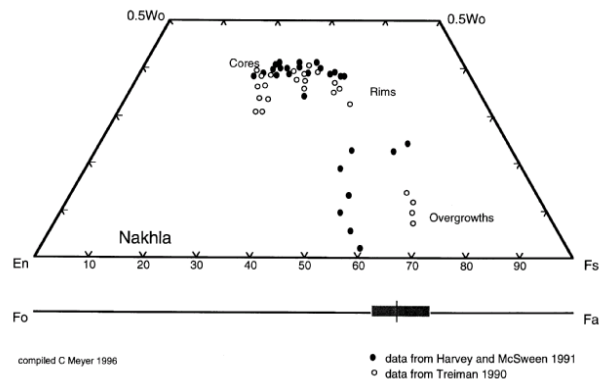 0.5Wo 0.5Wo
Cores
Rims
Overgrowths
Nakhla
En 10 20 30 40 50 60 70 80 90 Fs
Fo Fa
compiled C Meyer 1996
data from Harvey and McSween 1991
data from Treiman 1990